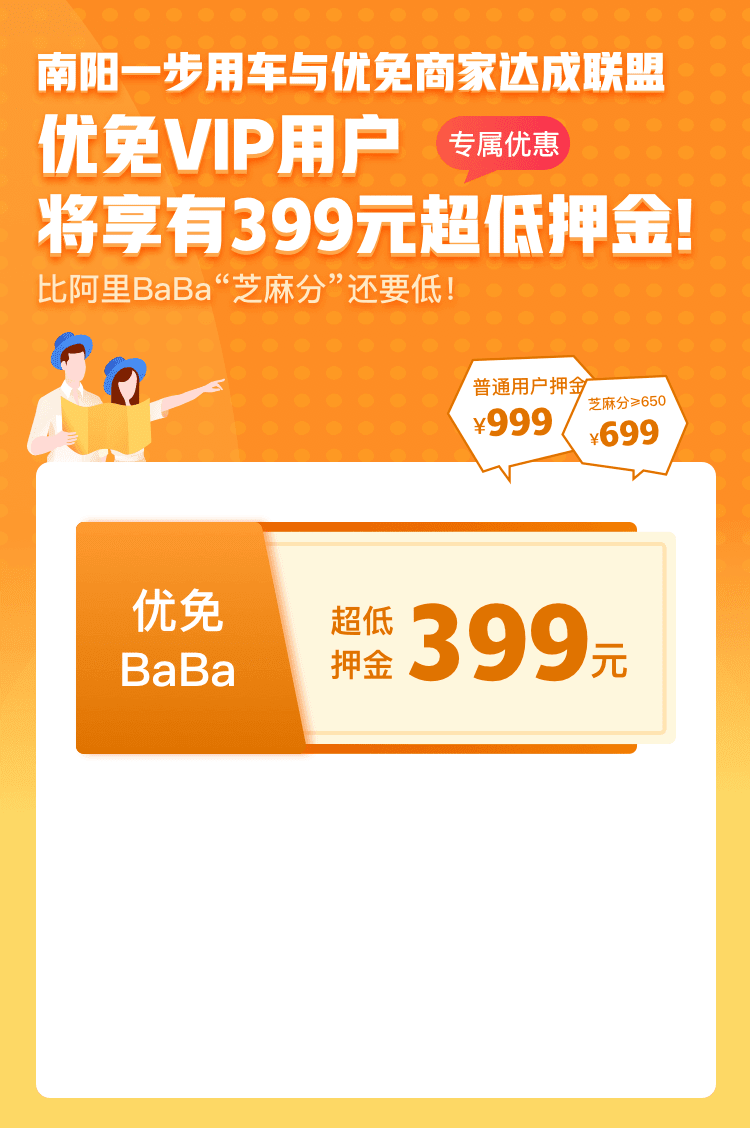 南阳一步用车与优免商家达成联盟
优免VIP用户
专属优惠
将享有399元超低押金!
比阿里BaBa“芝麻分”还要低!
普通用户押金
¥999
芝麻分≥650
¥699
优免
BaBa
超低
押金
399元